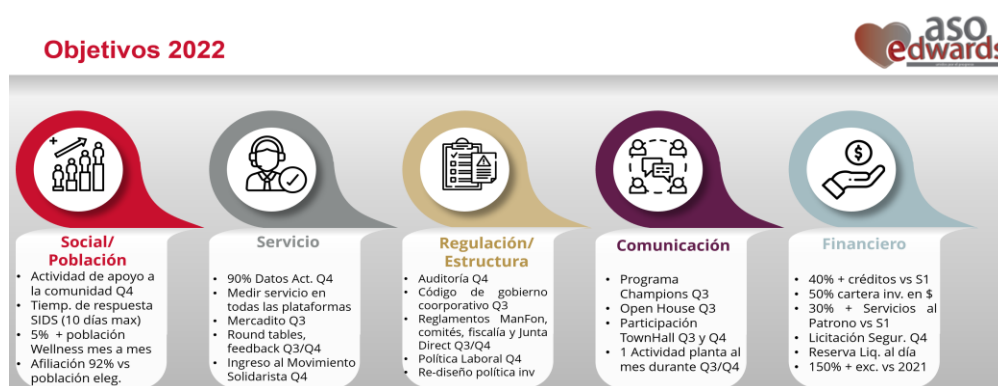 Objetivos 2022
aso
edwards
Social/
Población
• Actividad de apoyo a
la comunidad Q4
• Tiemp. de respuesta
SIDS (10 días max)
• 5% + población
Wellness mes a mes
• Afiliación 92% vs
población eleg.
Servicio
• 90% Datos Act. Q4
• Medir servicio en
todas las plataformas
• Mercadito Q3
• Round tables,
feedback Q3/Q4
• Ingreso al Movimiento
Solidarista Q4
Regulación/
Estructura
• Auditoría Q4
• Código de gobierno
coorporativo Q3
• Reglamentos ManFon,
comités, fiscalía y Junta
Direct Q3/Q4
• Política Laboral Q4
• Re-diseño política inv
Comunicación
• Programa
Champions Q3
• Open House Q3
• Participación
TownHall Q3 y Q4
• 1 Actividad planta al
mes durante Q3/Q4
Financiero
• 40% + créditos vs S1
• 50% cartera inv. en $
• 30% + Servicios al
Patrono vs S1
• Licitación Segur. Q4
• Reserva Liq. al día
• 150% + exc. vs 2021